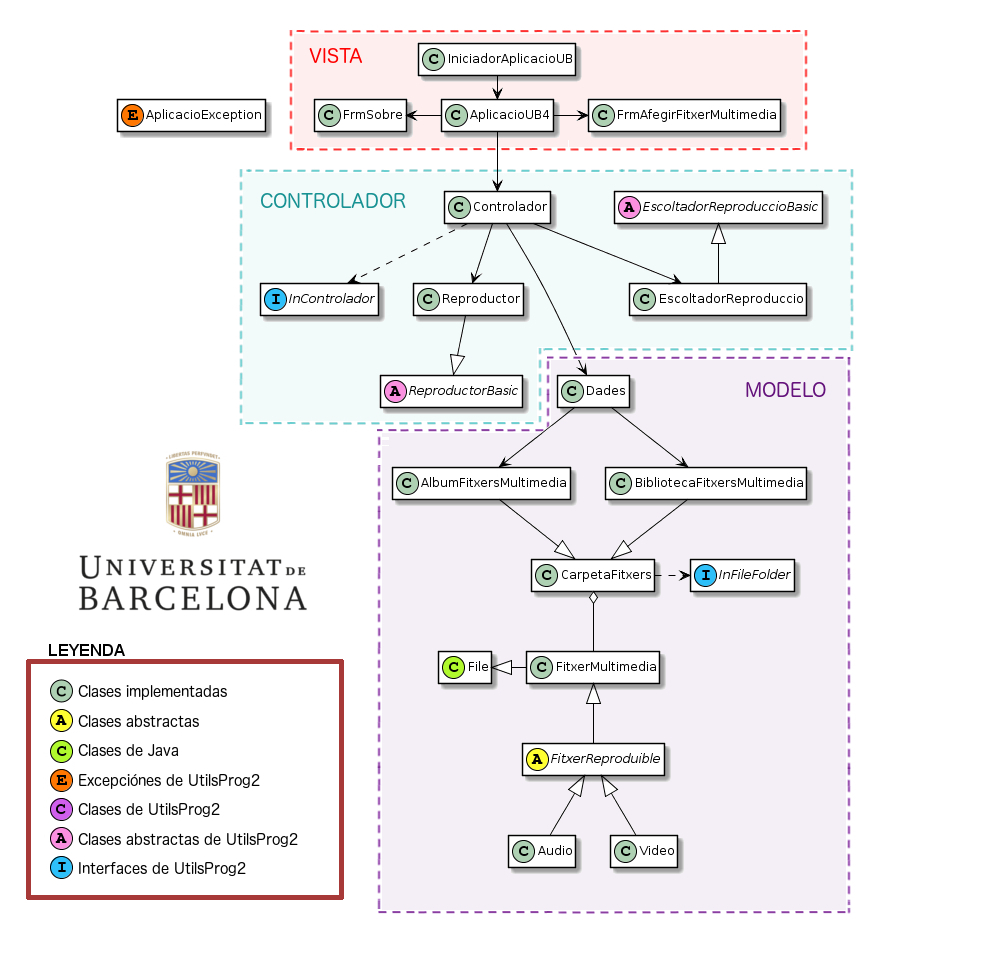 VISTA
C IniciadorAplicacioUB
E AplicacioException
C FrmSobre
C AplicacioUB4
C FrmAfegirFitxerMultimedia
CONTROLADOR
C Controlador
A EscoltadorReproduccioBasic
I InControlador
C Reproductor
C EscoltadorReproduccio
A ReproductorBasic
C Dades
MODELO
C AlbumFitxersMultimedia
C BibliotecaFitxersMultimedia
C CarpetaFitxers
I InFileFolder
C File
C FitxerMultimedia
A FitxerReproduible
C Audio
C Video
LIBERTAS PERFUNDET
OMNIA LUCE
UNIVERSITAT DE
BARCELONA
LEYENDA
C Clases implementadas
A Clases abstractas
C Clases de Java
E Excepciónes de UtilsProg2
C Clases de UtilsProg2
A Clases abstractas de UtilsProg2
I Interfaces de UtilsProg2